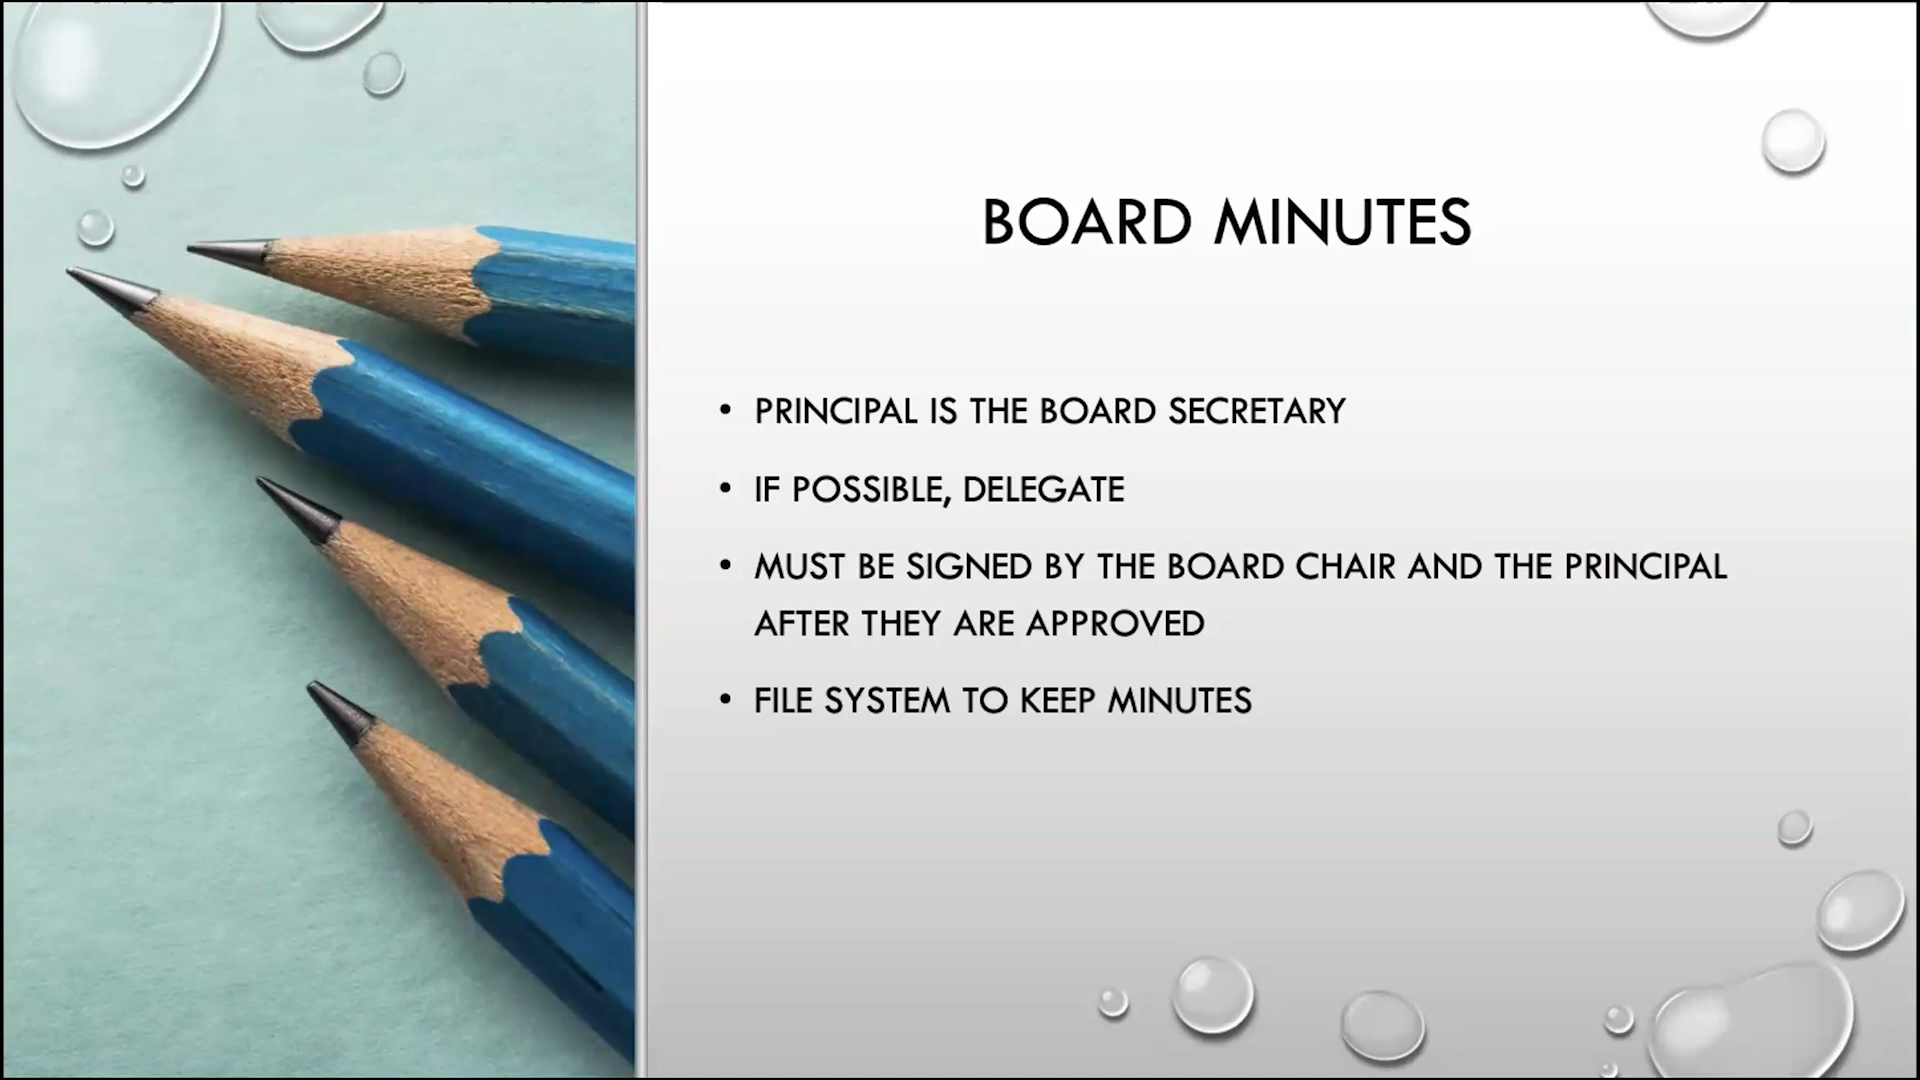 BOARD MINUTES
• PRINCIPAL IS THE BOARD SECRETARY
• IF POSSIBLE, DELEGATE
• MUST BE SIGNED BY THE BOARD CHAIR AND THE PRINCIPAL
AFTER THEY ARE APPROVED
• FILE SYSTEM TO KEEP MINUTES